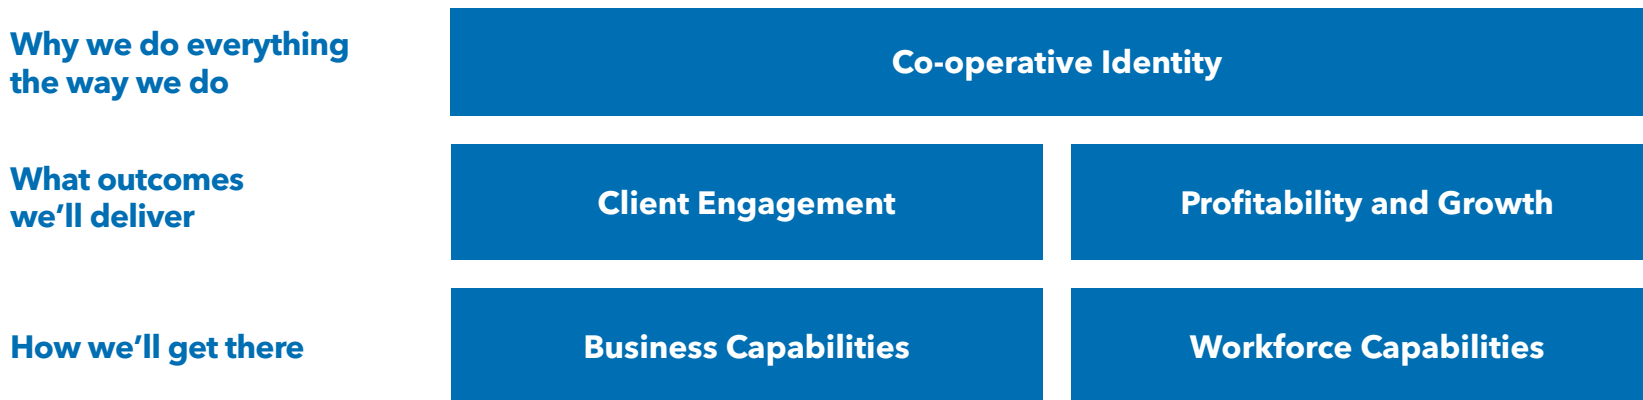 Why we do everything
the way we do
Co-operative Identity
What outcomes
we’ll deliver
Client Engagement
Profitability and Growth
How we’ll get there
Business Capabilities
Workforce Capabilities